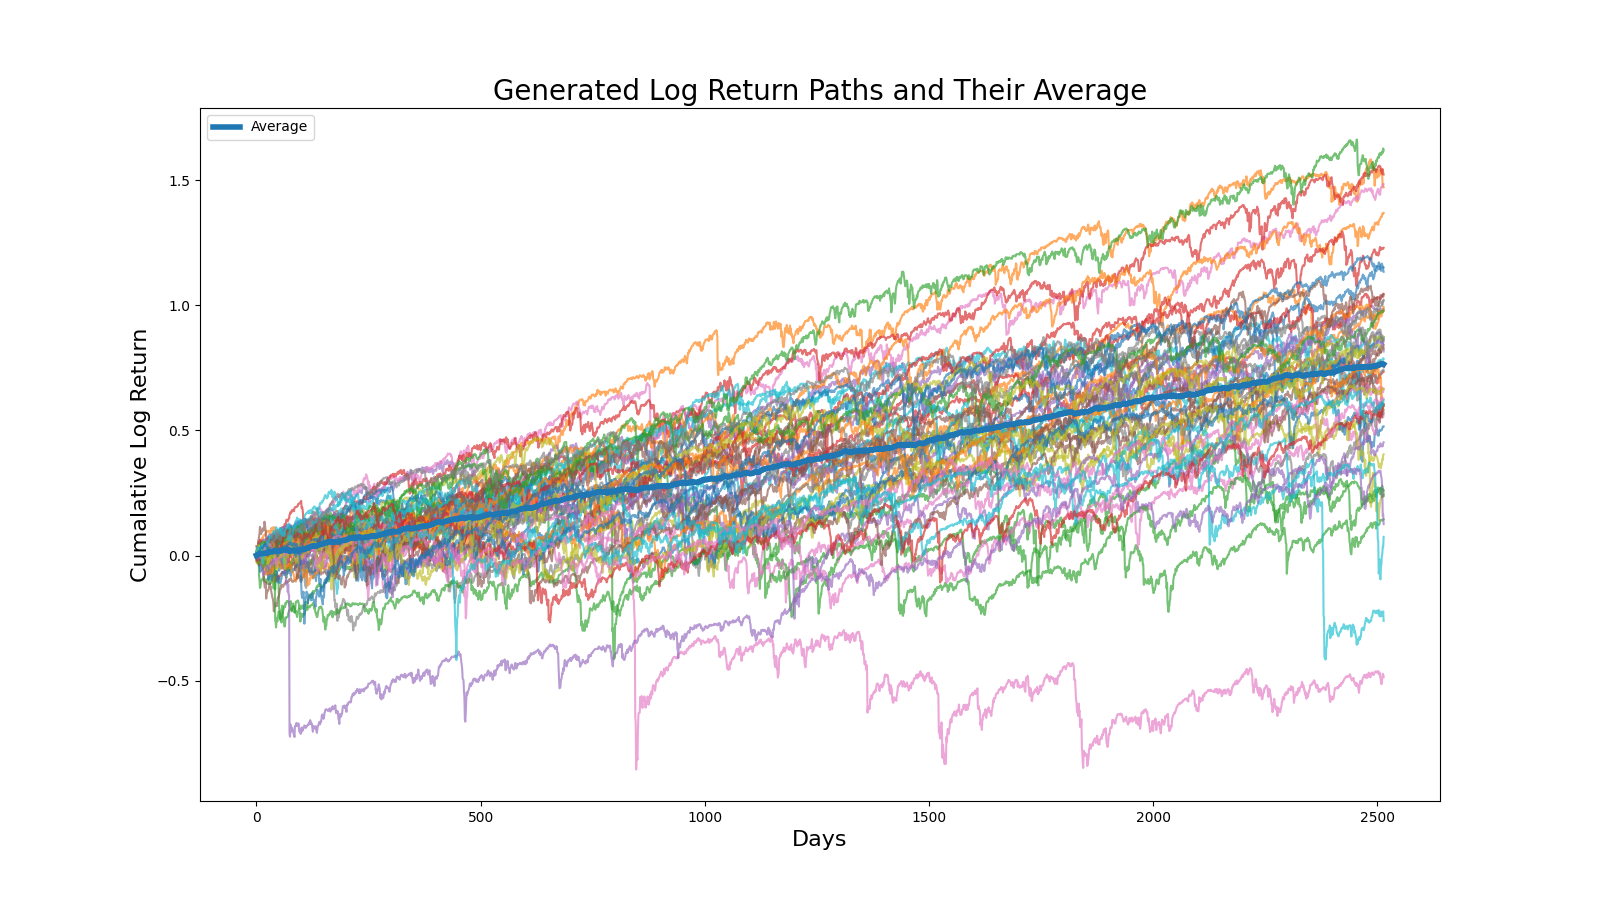 Generated Log Return Paths and Their Average
Average
Cumalative Log Return
1.5
1.0
0.5
0.0
−0.5
0
500
1000
1500
2000
2500
Days